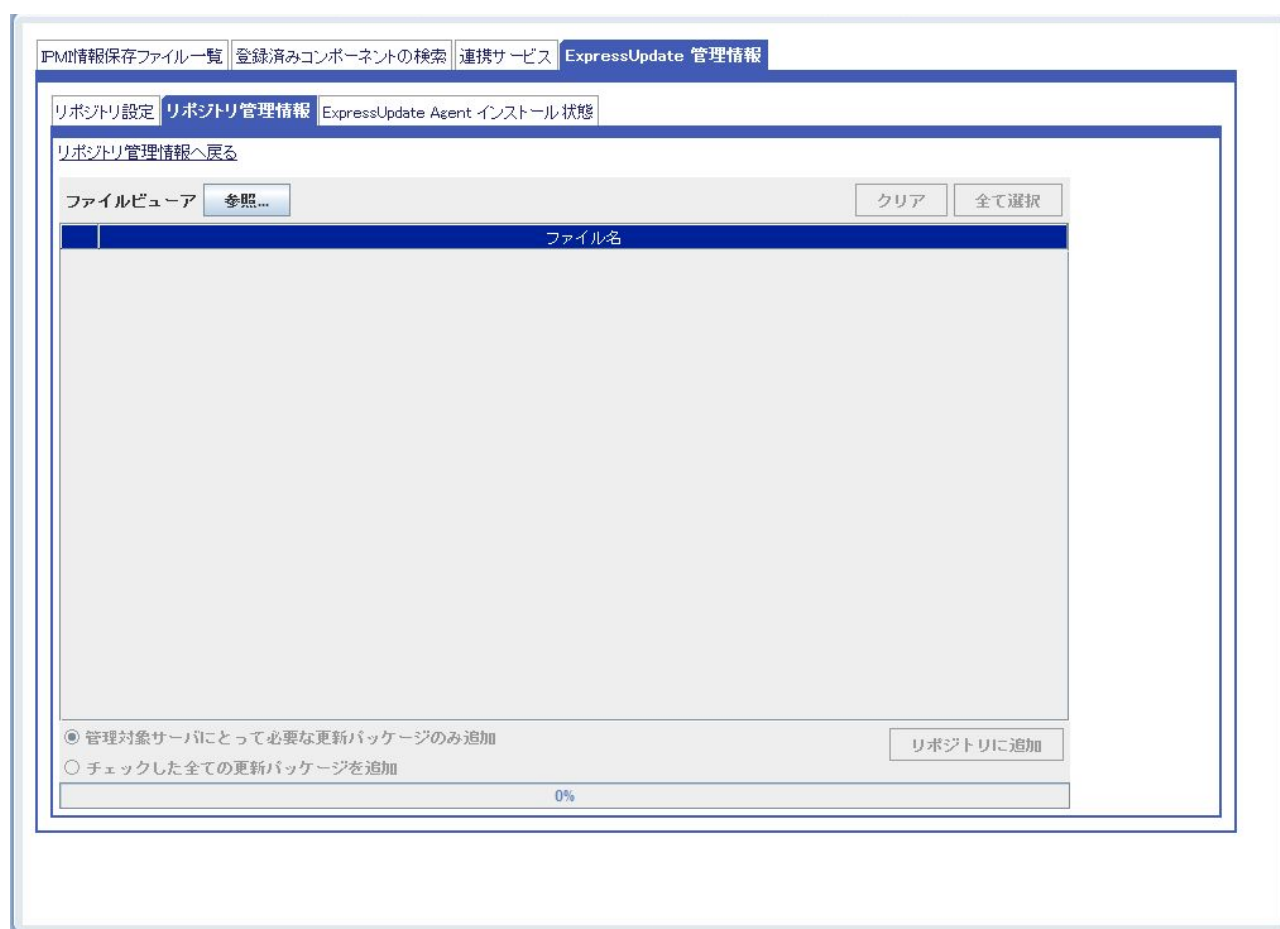 IPMI情報保存ファイル一覧 登録済みコンポーネントの検索 連携サービス ExpressUpdate 管理情報
リポジトリ設定 リポジトリ管理情報 ExpressUpdate Agent インストール状態
リポジトリ管理情報へ戻る
ファイルビューア 参照... クリア 全て選択
ファイル名
管理対象サーバにとって必要な更新パッケージのみ追加 リポジトリに追加
チェックした全ての更新パッケージを追加
0%